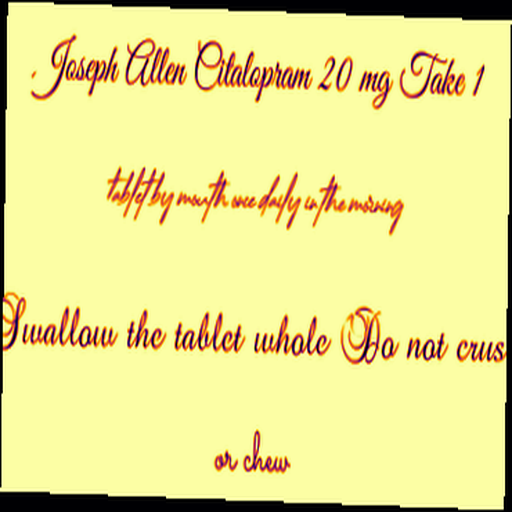 Joseph Allen Citalopram 20 mg Take 1
tablet by mouth once daily in the morning
Swallow the tablet whole Do not crus
or chew